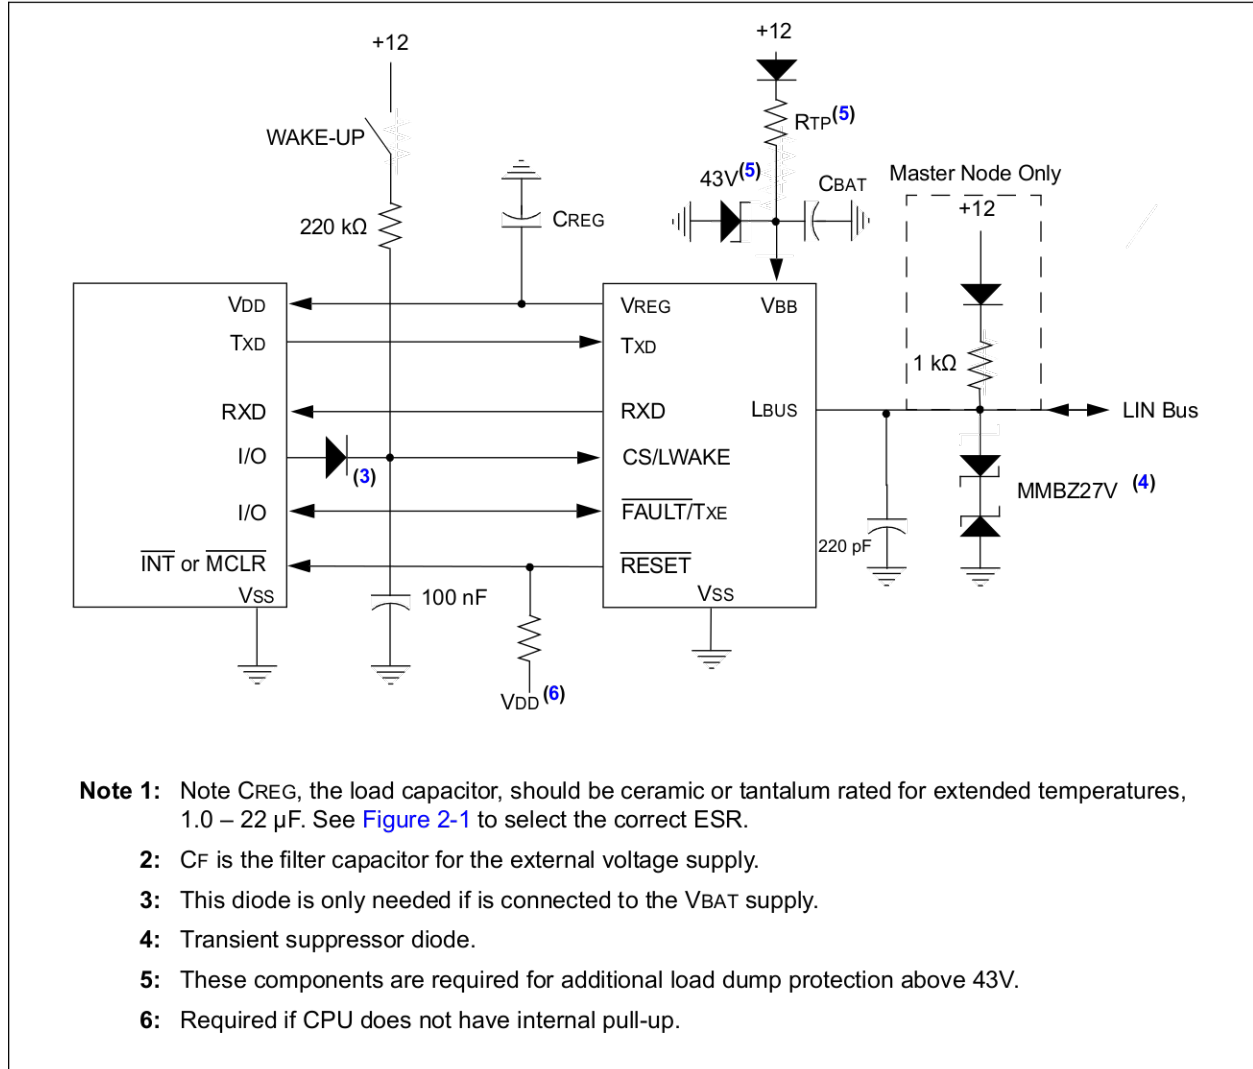 +12
+12
WAKE-UP
RTP(5)
43V(5)
CBAT
Master Node Only
+12
220 kΩ
CREG
VDD
VREG
VBB
TXD
TXD
1 kΩ
RXD
RXD
LBUS
LIN Bus
I/O
(3)
CS/LWAKE
MMBZ27V (4)
I/O
FAULT/TXE
220 pF
INT or MCLR
RESET
VSS
100 nF
VSS
VDD(6)
Note 1: Note CREG, the load capacitor, should be ceramic or tantalum rated for extended temperatures,
1.0 – 22 µF. See Figure 2-1 to select the correct ESR.
2: CF is the filter capacitor for the external voltage supply.
3: This diode is only needed if is connected to the VBAT supply.
4: Transient suppressor diode.
5: These components are required for additional load dump protection above 43V.
6: Required if CPU does not have internal pull-up.